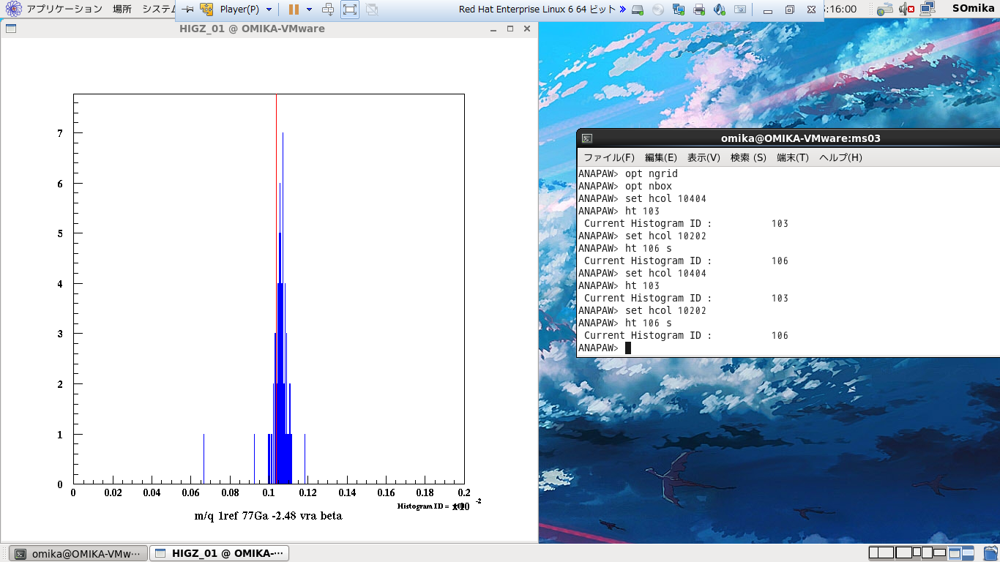 アプリケーション 場所 システム Player(P) Red Hat Enterprise Linux 6 64 ビット :16:00 SOmika
HIGZ_01 @ OMIKA-VMware
7
6
5
4
3
2
1
0
0 0.02 0.04 0.06 0.08 0.1 0.12 0.14 0.16 0.18 0.2
Histogram ID =
x10 -2
m/q 1ref 77Ga -2.48 vra beta
omika@OMIKA-VMware:ms03
ファイル(F) 編集(E) 表示(V) 検索 (S) 端末(T) ヘルプ(H)
ANAPAW> opt ngrid
ANAPAW> opt nbox
ANAPAW> set hcol 10404
ANAPAW> ht 103
Current Histogram ID : 103
ANAPAW> set hcol 10202
ANAPAW> ht 106 s
Current Histogram ID : 106
ANAPAW> set hcol 10404
ANAPAW> ht 103
Current Histogram ID : 103
ANAPAW> set hcol 10202
ANAPAW> ht 106 s
Current Histogram ID : 106
ANAPAW>
omika@OMIKA-VMw··· HIGZ_01 @ OMIKA-···